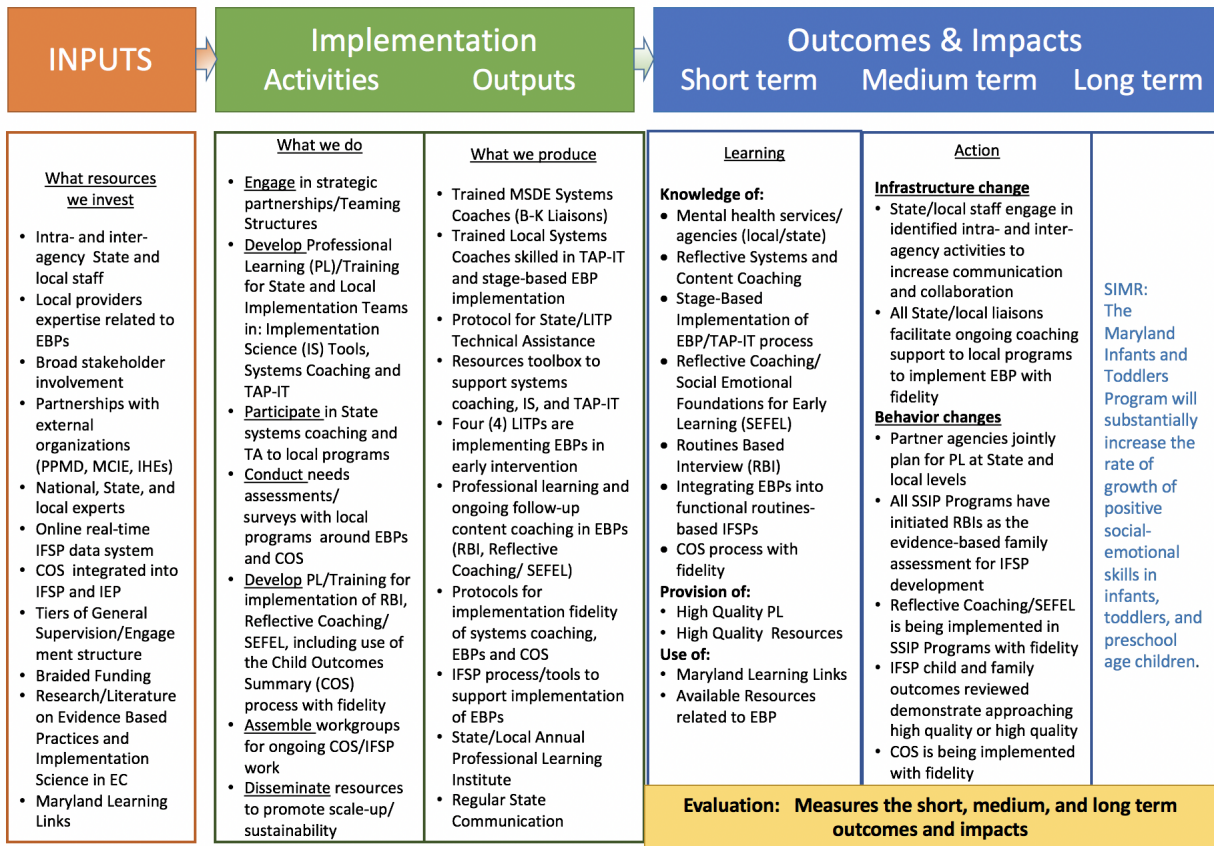 INPUTS
Implementation
Activities Outputs
Outcomes & Impacts
Short term Medium term Long term
What resources
we invest
• Intra- and inter-
agency State and
local staff
• Local providers
expertise related to
EBPs
• Broad stakeholder
involvement
• Partnerships with
external
organizations
(PPMD, MCIE, IHEs)
• National, State, and
local experts
• Online real-time
IFSP data system
• COS integrated into
IFSP and IEP
• Tiers of General
Supervision/Engage
ment structure
• Braided Funding
• Research/Literature
on Evidence Based
Practices and
Implementation
Science in EC
• Maryland Learning
Links
What we do
• Engage in strategic
partnerships/Teaming
Structures
• Develop Professional
Learning (PL)/Training
for State and Local
Implementation Teams
in: Implementation
Science (IS) Tools,
Systems Coaching and
TAP-IT
• Participate in State
systems coaching and
TA to local programs
• Conduct needs
assessments/
surveys with local
programs around EBPs
and COS
• Develop PL/Training for
implementation of RBI,
Reflective Coaching/
SEFEL, including use of
the Child Outcomes
Summary (COS)
process with fidelity
• Assemble workgroups
for ongoing COS/IFSP
work
• Disseminate resources
to promote scale-up/
sustainability
What we produce
• Trained MSDE Systems
Coaches (B-K Liaisons)
• Trained Local Systems
Coaches skilled in TAP-IT
and stage-based EBP
implementation
• Protocol for State/LITP
Technical Assistance
• Resources toolbox to
support systems
coaching, IS, and TAP-IT
• Four (4) LITPs are
implementing EBPs in
early intervention
• Professional learning and
ongoing follow-up
content coaching in EBPs
(RBI, Reflective
Coaching/ SEFEL)
• Protocols for
implementation fidelity
of systems coaching,
EBPs and COS
• IFSP process/tools to
support implementation
of EBPs
• State/Local Annual
Professional Learning
Institute
• Regular State
Communication
Learning
Knowledge of:
• Mental health services/
agencies (local/state)
• Reflective Systems and
Content Coaching
• Stage-Based
Implementation of
EBP/TAP-IT process
• Reflective Coaching/
Social Emotional
Foundations for Early
Learning (SEFEL)
• Routines Based
Interview (RBI)
• Integrating EBPs into
functional routines-
based IFSPs
• COS process with
fidelity
Provision of:
• High Quality PL
• High Quality Resources
Use of:
• Maryland Learning Links
• Available Resources
related to EBP
Action
Infrastructure change
• State/local staff engage in
identified intra- and inter-
agency activities to
increase communication
and collaboration
• All State/local liaisons
facilitate ongoing coaching
support to local programs
to implement EBP with
fidelity
Behavior changes
• Partner agencies jointly
plan for PL at State and
local levels
• All SSIP Programs have
initiated RBIs as the
evidence-based family
assessment for IFSP
development
• Reflective Coaching/SEFEL
is being implemented in
SSIP Programs with fidelity
• IFSP child and family
outcomes reviewed
demonstrate approaching
high quality or high quality
• COS is being implemented
with fidelity
SIMR:
The
Maryland
Infants and
Toddlers
Program will
substantially
increase the
rate of
growth of
positive
social-
emotional
skills in
infants,
toddlers, and
preschool
age children.
Evaluation: Measures the short, medium, and long term
outcomes and impacts